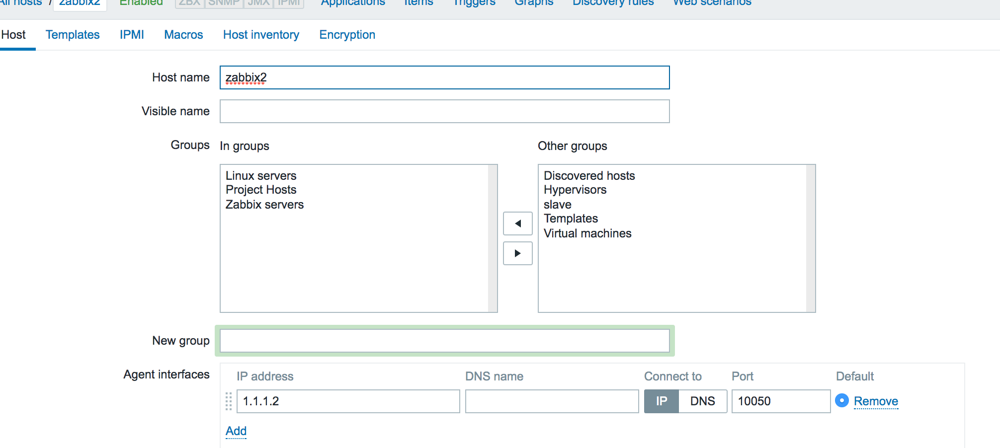 All hosts / zabbix2 Enabled ZBX SNMP JMX IPMI Applications Items Triggers Graphs Discovery rules Web scenarios
Host Templates IPMI Macros Host inventory Encryption
Host name zabbix2
Visible name
Groups In groups Other groups
Linux servers
Project Hosts
Zabbix servers
Discovered hosts
Hypervisors
slave
Templates
Virtual machines
New group
Agent interfaces IP address DNS name Connect to Port Default
1.1.1.2 IP DNS 10050 Remove
Add